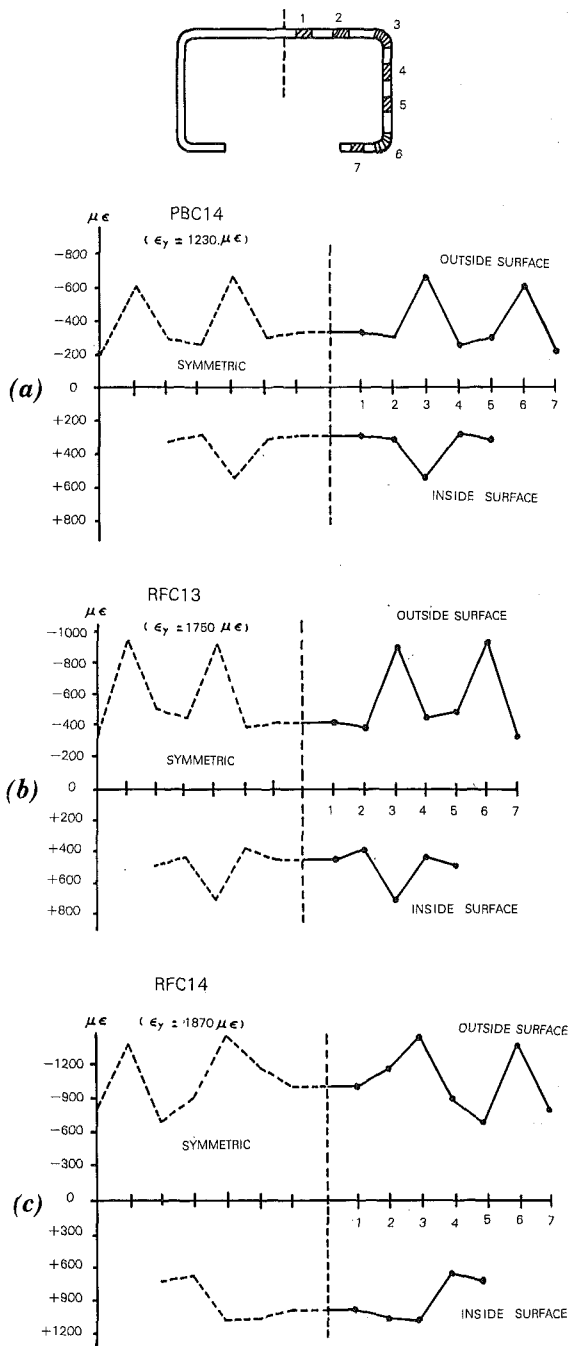 1 2 3
4
5
6
7
με PBC14
( ϵy = 1230.με)
-800
OUTSIDE SURFACE
-600
-400
-200
SYMMETRIC
(a) 0
1 2 3 4 5 6 7
+200
+400
+600
INSIDE SURFACE
+800
RFC13
με ( ϵy = 1750 με)
OUTSIDE SURFACE
-1000
-800
-600
-400
-200
SYMMETRIC
(b) 0
1 2 3 4 5 6 7
+200
+400
+600
+800
INSIDE SURFACE
RFC14
με ( ϵy = 1870 με)
OUTSIDE SURFACE
-1200
-900
-600
SYMMETRIC
-300
(c) 0
1 2 3 4 5 6 7
+300
+600
+900
INSIDE SURFACE
+1200